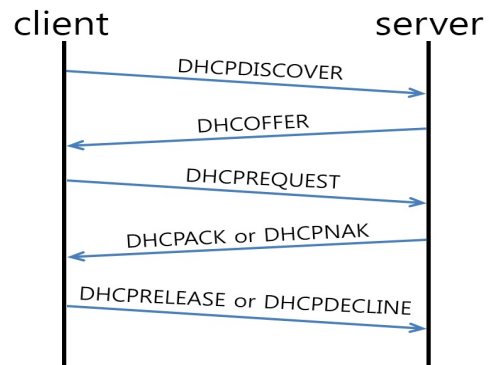 client server
DHCPDISCOVER
DHCOFFER
DHCPREQUEST
DHCPACK or DHCPNAK
DHCPRELEASE or DHCPDECLINE